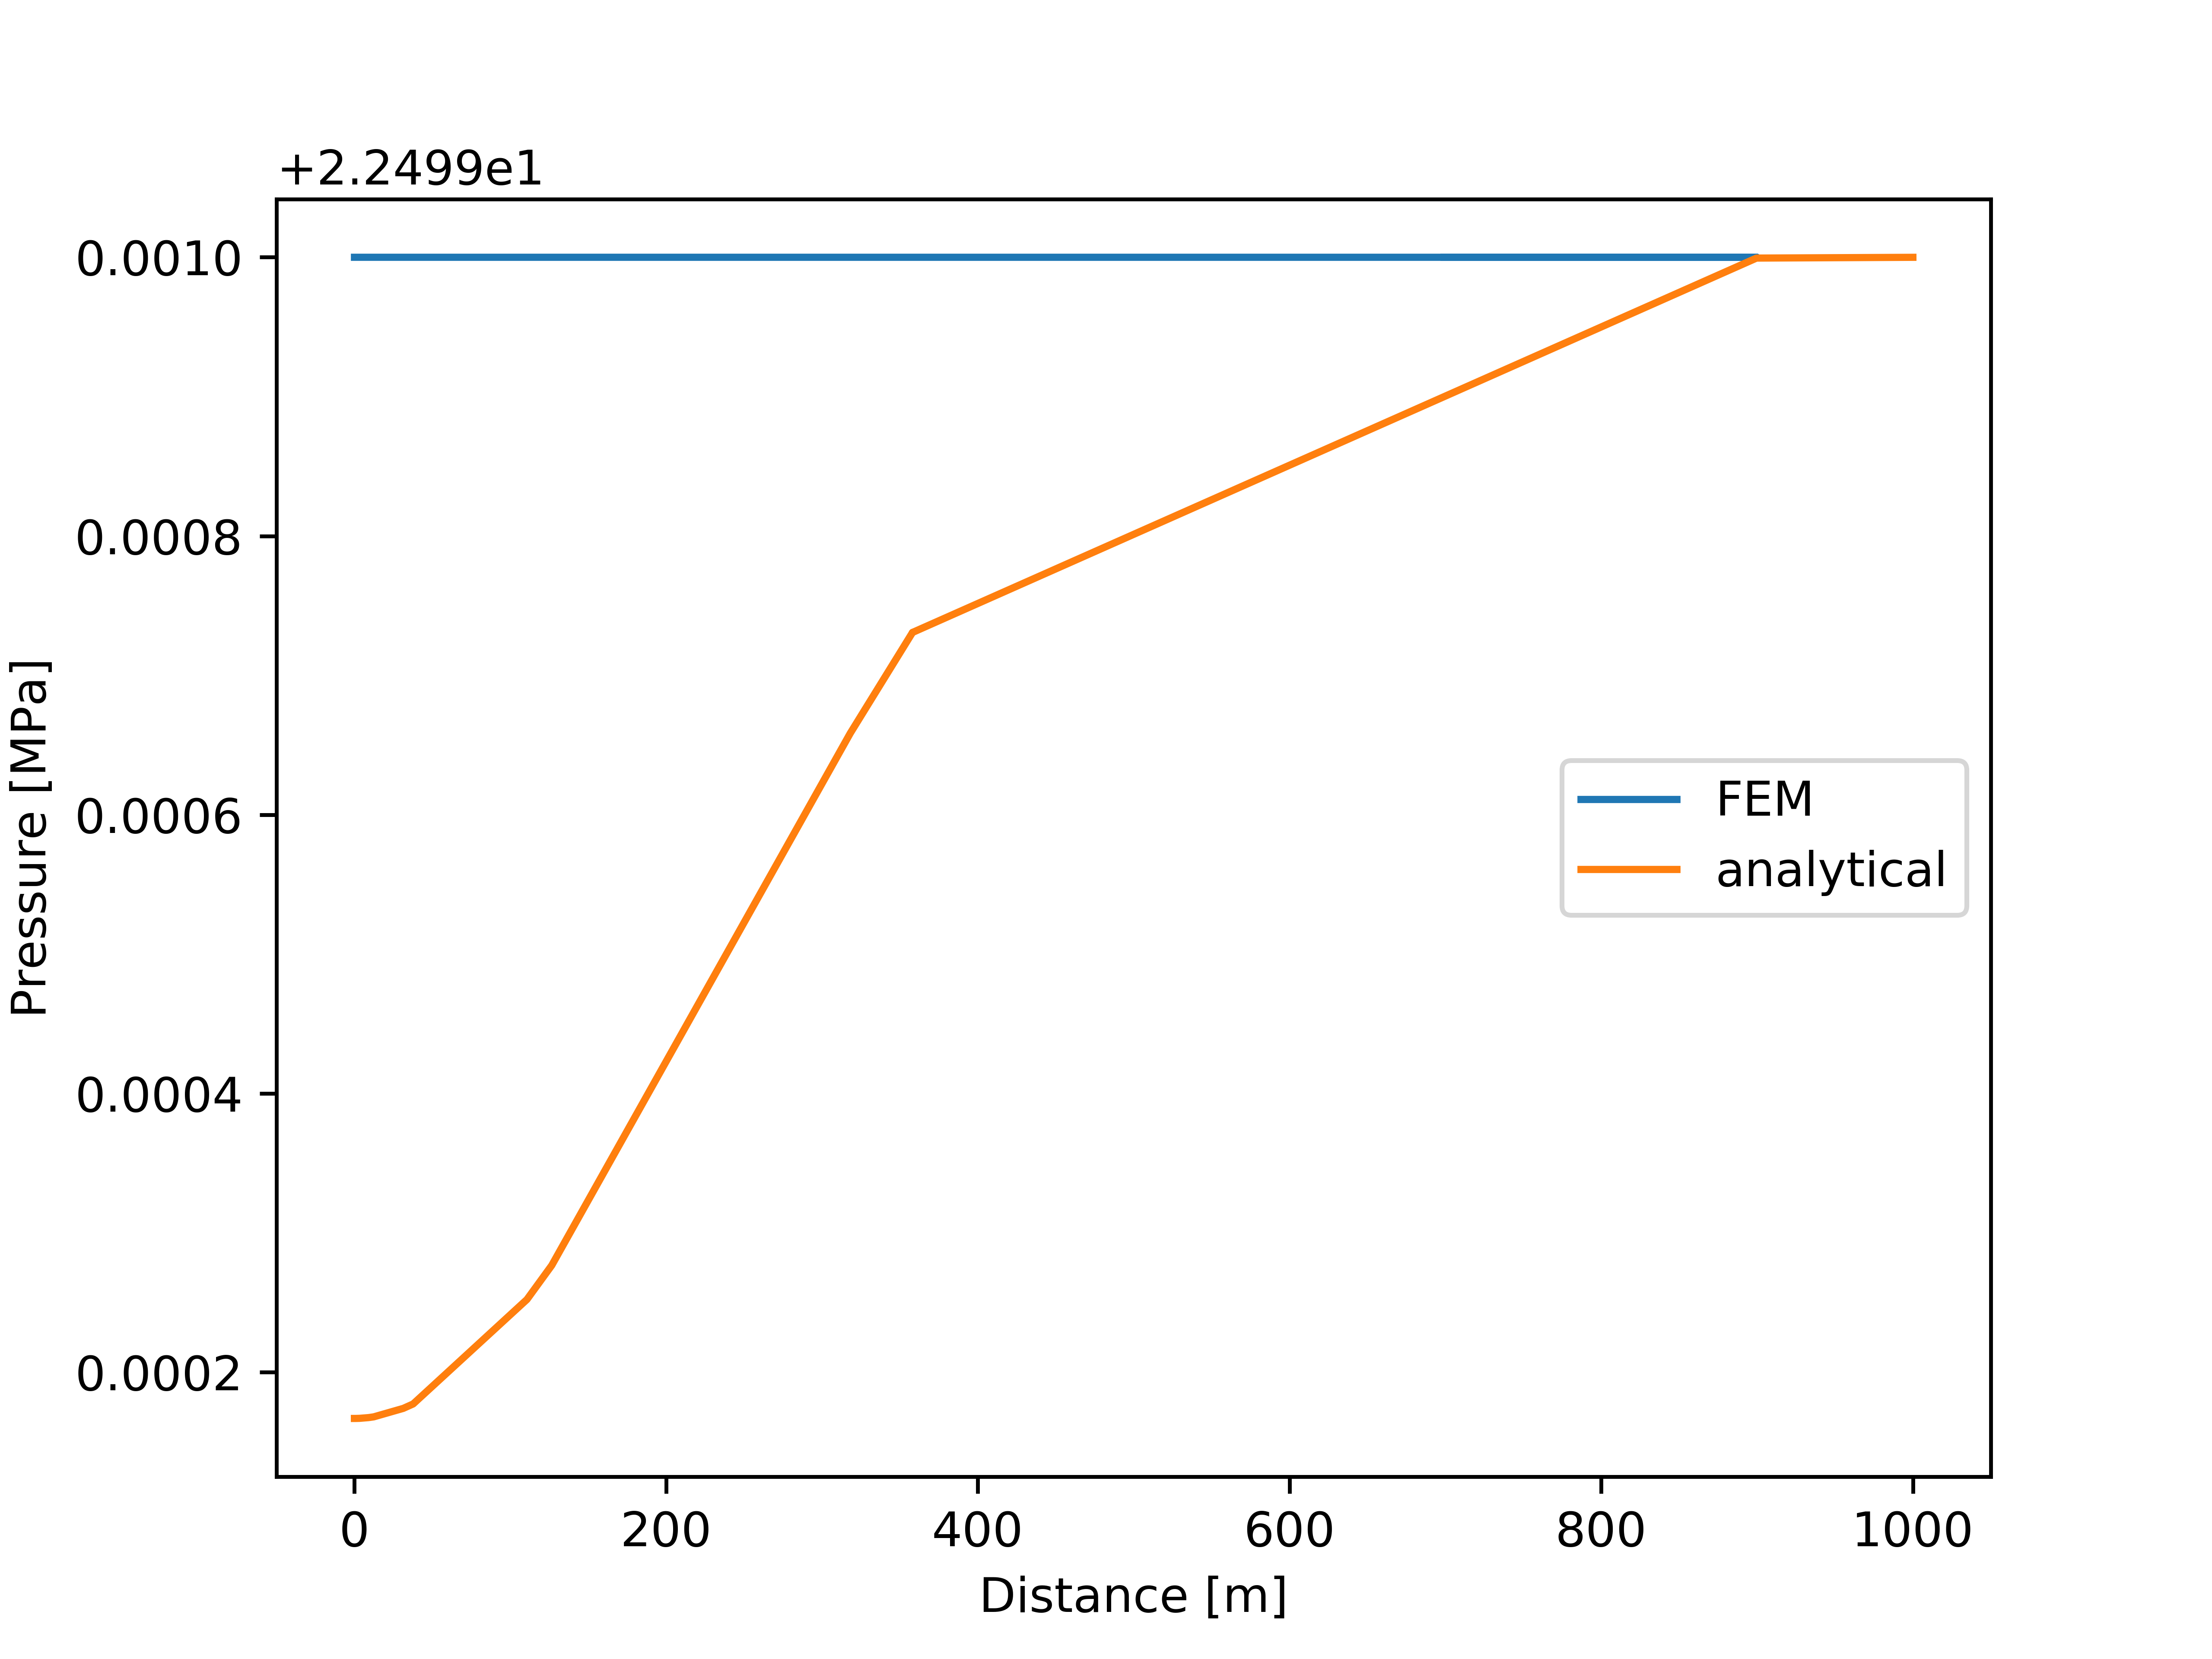 +2.2499e1
0.0010
0.0008
0.0006
0.0004
0.0002
Pressure [MPa]
FEM
analytical
0 200 400 600 800 1000
Distance [m]